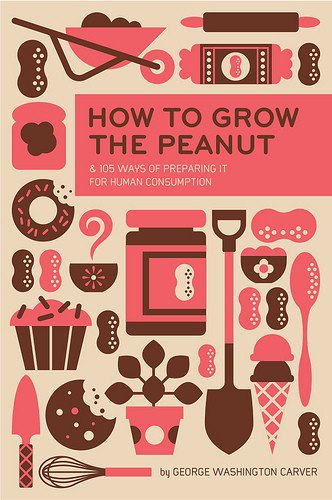 HOW TO GROW
THE PEANUT
& 105 WAYS OF PREPARING IT
FOR HUMAN CONSUMPTION
by GEORGE WASHINGTON CARVER